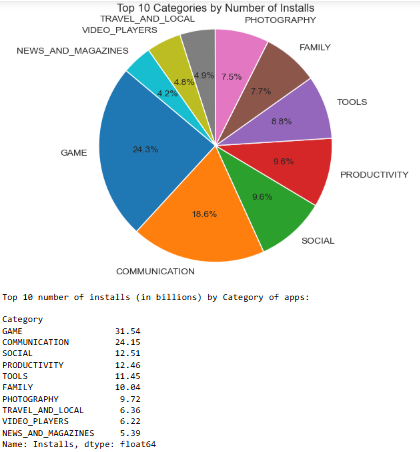 Top 10 Categories by Number of Installs
TRAVEL_AND_LOCAL
PHOTOGRAPHY
VIDEO_PLAYERS
FAMILY
NEWS_AND_MAGAZINES
4.9%
7.5%
4.8%
7.7%
4.2%
TOOLS
8.8%
GAME
24.3%
9.6%
PRODUCTIVITY
9.6%
18.6%
SOCIAL
COMMUNICATION
Top 10 number of installs (in billions) by Category of apps:
Category
GAME 31.54
COMMUNICATION 24.15
SOCIAL 12.51
PRODUCTIVITY 12.46
TOOLS 11.45
FAMILY 10.04
PHOTOGRAPHY 9.72
TRAVEL_AND_LOCAL 6.36
VIDEO_PLAYERS 6.22
NEWS_AND_MAGAZINES 5.39
Name: Installs, dtype: float64